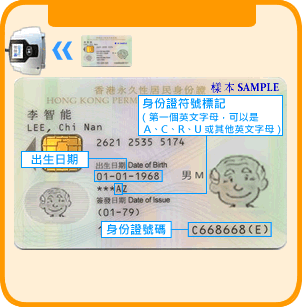 樣 本 SAMPLE
香港永久性居民身份證
HONG KONG PERM
身份證符號標記
(第一個英文字母，可以是
A、C、R、U 或其他英文字母)
李 智 能
LEE, Chi Nan
2621 2535 5174
出生日期
出生日期 Date of Birth
01-01-1968 男 M
***AZ
簽發日期 Date of Issue
(01-79)
身份證號碼
C668668(E)